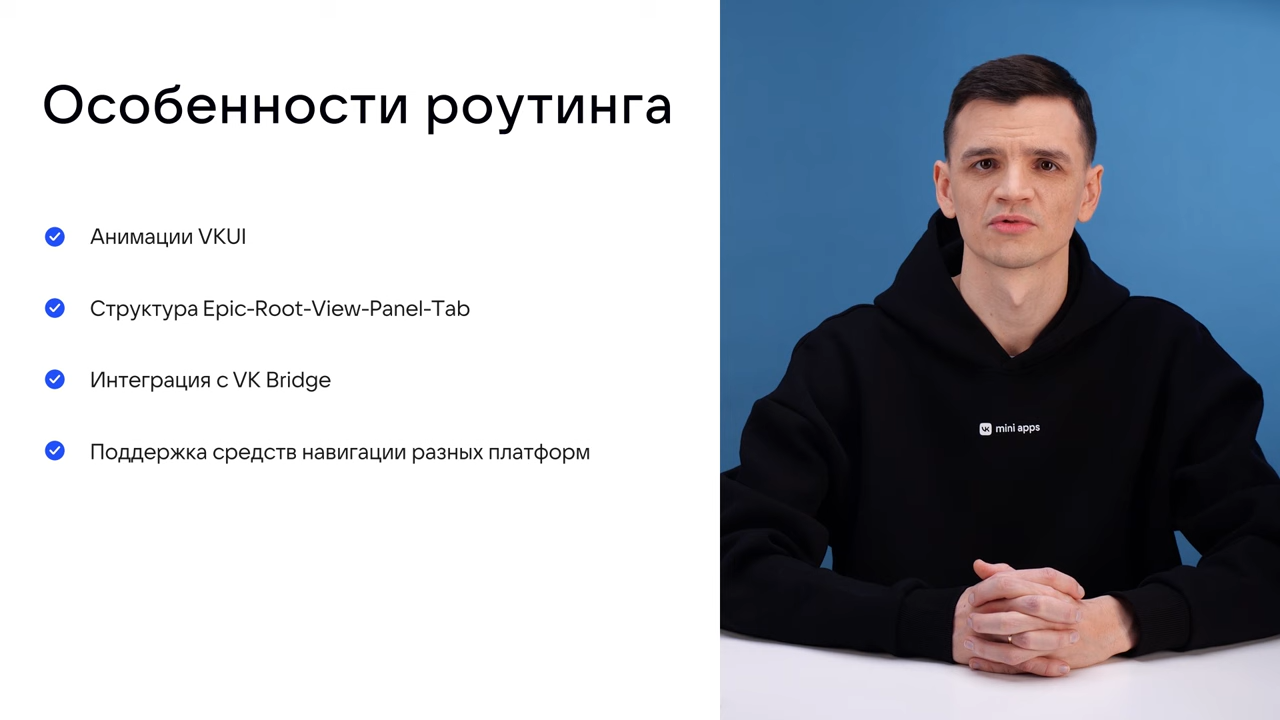 Особенности роутинга
Анимации VKUI
Структура Epic-Root-View-Panel-Tab
Интеграция с VK Bridge
Поддержка средств навигации разных платформ
VK mini apps